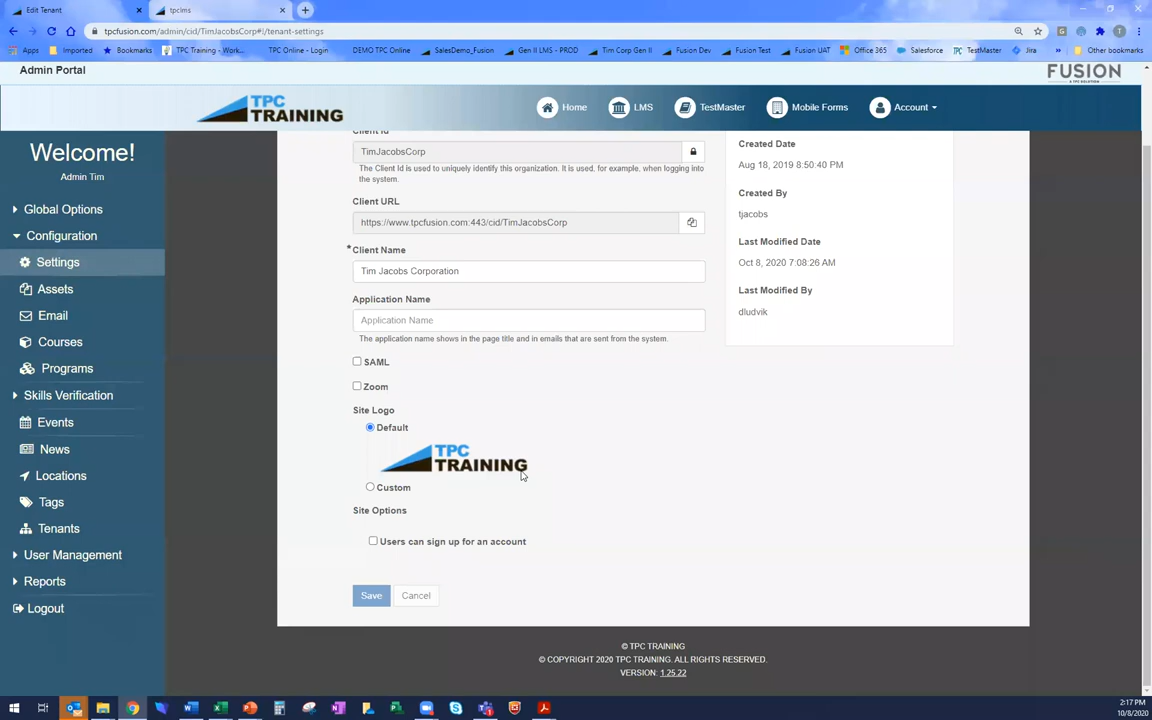 Edit Tenant
tpclms
tpcfusion.com/admin/cid/TimJacobsCorp#!/tenant-settings
Apps Imported Bookmarks TPC Training - Work... TPC Online - Login DEMO TPC Online SalesDemo_Fusion Gen II LMS - PROD Tim Corp Gen II Fusion Dev Fusion Test Fusion UAT Office 365 Salesforce TestMaster Jira » Other bookmarks
Admin Portal
FUSION
TPC
TRAINING
Home LMS TestMaster Mobile Forms Account
Welcome!
Admin Tim
Global Options
Configuration
Settings
Assets
Email
Courses
Programs
Skills Verification
Events
News
Locations
Tags
Tenants
User Management
Reports
Logout
Client Id
TimJacobsCorp
The Client Id is used to uniquely identify this organization. It is used, for example, when logging into
the system.
Client URL
https://www.tpcfusion.com:443/cid/TimJacobsCorp
* Client Name
Tim Jacobs Corporation
Application Name
Application Name
The application name shows in the page title and in emails that are sent from the system.
SAML
Zoom
Site Logo
Default
TPC
TRAINING
Custom
Site Options
Users can sign up for an account
Save Cancel
Created Date
Aug 18, 2019 8:50:40 PM
Created By
tjacobs
Last Modified Date
Oct 8, 2020 7:08:26 AM
Last Modified By
dludvik
© TPC TRAINING
© COPYRIGHT 2020 TPC TRAINING. ALL RIGHTS RESERVED.
VERSION: 1.25.22
2:17 PM
10/8/2020